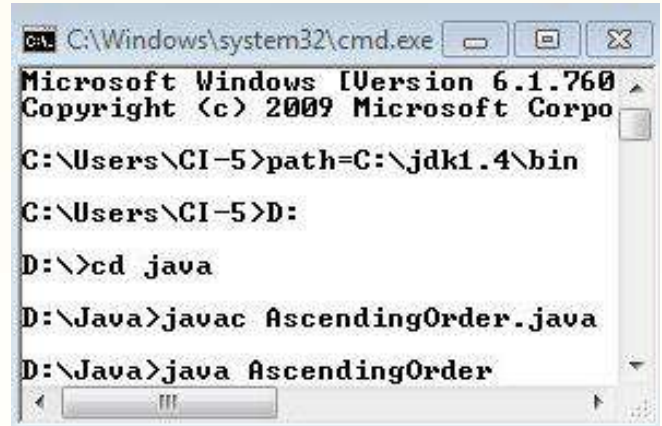 C:\Windows\system32\cmd.exe
Microsoft Windows [Version 6.1.760
Copyright (c) 2009 Microsoft Corpo
C:\Users\CI-5>path=C:\jdk1.4\bin
C:\Users\CI-5>D:
D:\>cd java
D:\Java>javac AscendingOrder.java
D:\Java>java AscendingOrder